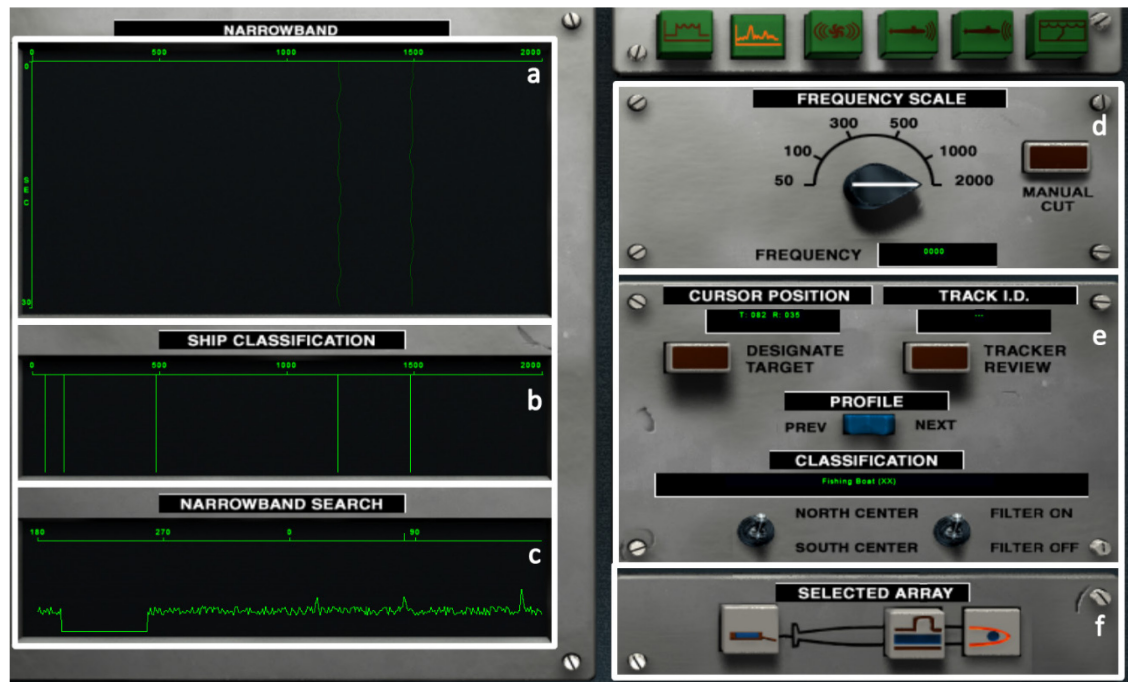 NARROWBAND
0 500 1000 1500 2000
a
0
SEC
30
SHIP CLASSIFICATION
0 500 1000 1500 2000
b
NARROWBAND SEARCH
180 270 0 90
c
FREQUENCY SCALE
d
300 500
100 1000
50 2000
MANUAL
CUT
FREQUENCY 0000
CURSOR POSITION TRACK I.D.
T: 082 R: 035 ---
e
DESIGNATE
TARGET
TRACKER
REVIEW
PROFILE
PREV NEXT
CLASSIFICATION
Fishing Boat (XX)
NORTH CENTER FILTER ON
SOUTH CENTER FILTER OFF
SELECTED ARRAY
f